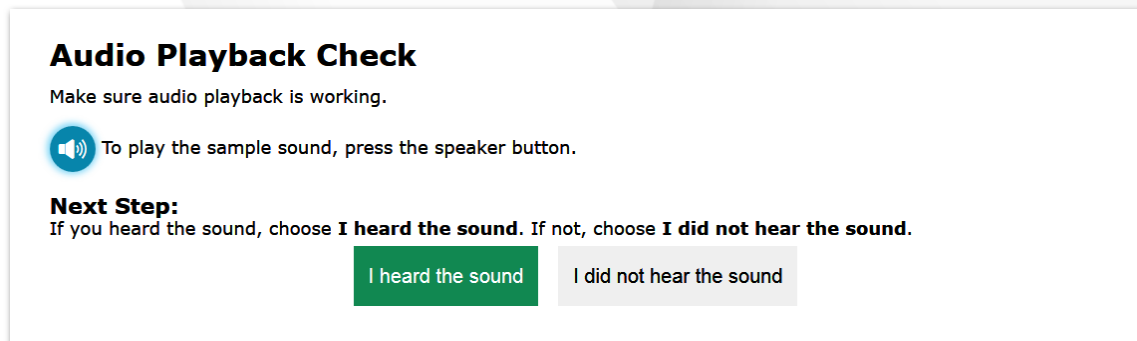 Audio Playback Check
Make sure audio playback is working.
To play the sample sound, press the speaker button.
Next Step:
If you heard the sound, choose I heard the sound. If not, choose I did not hear the sound.
I heard the sound
I did not hear the sound